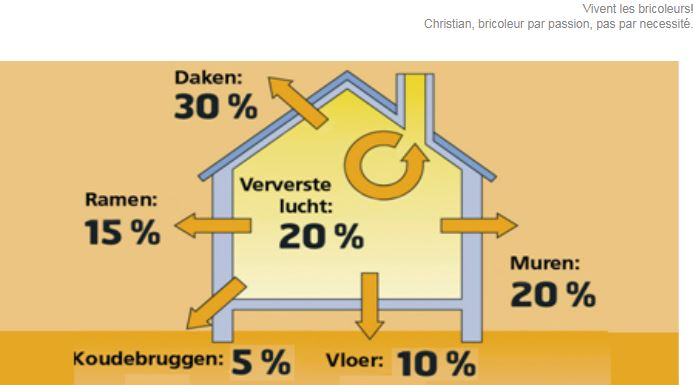 Vivent les bricoleurs!
Christian, bricoleur par passion, pas par necessité.
Daken:
30 %
Ververste
lucht:
20 %
Ramen:
15 %
Muren:
20 %
Koudebruggen: 5 %
Vloer: 10 %